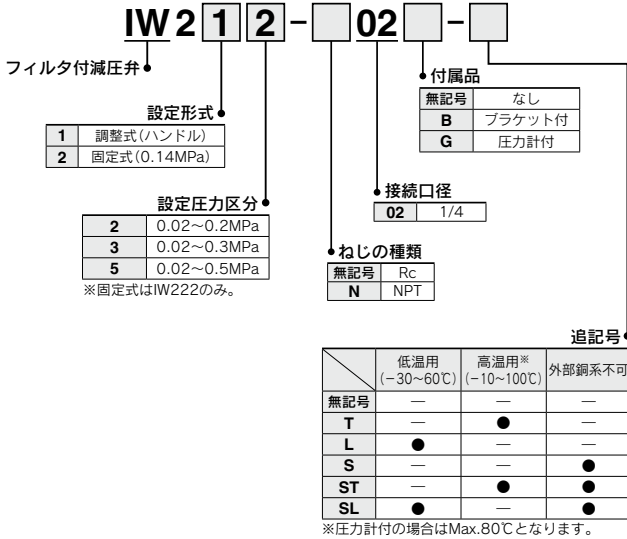 IW 2 1 2 - 02 -
フィルタ付減圧弁
設定形式
1 調整式(ハンドル)
2 固定式(0.14MPa)
設定圧力区分
2 0.02～0.2MPa
3 0.02～0.3MPa
5 0.02～0.5MPa
※固定式はIW222のみ。
付属品
無記号 なし
B ブラケット付
G 圧力計付
接続口径
02 1/4
ねじの種類
無記号 Rc
N NPT
追記号
低温用 (－30～60℃) 高温用※ (－10～100℃) 外部銅系不可
無記号 — — —
T — ● —
L ● — —
S — — ●
ST — ● ●
SL ● — ●
※圧力計付の場合はMax.80℃となります。